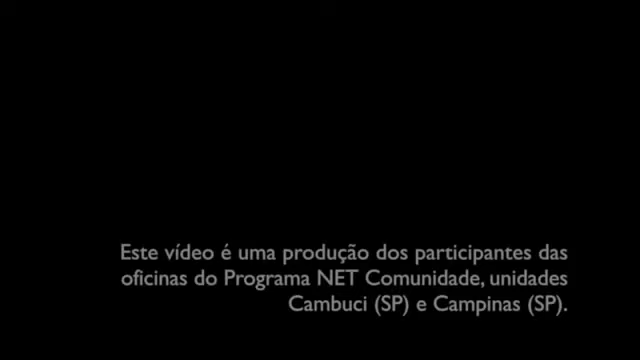 Este vídeo é uma produção dos participantes das
oficinas do Programa NET Comunidade, unidades
Cambuci (SP) e Campinas (SP).